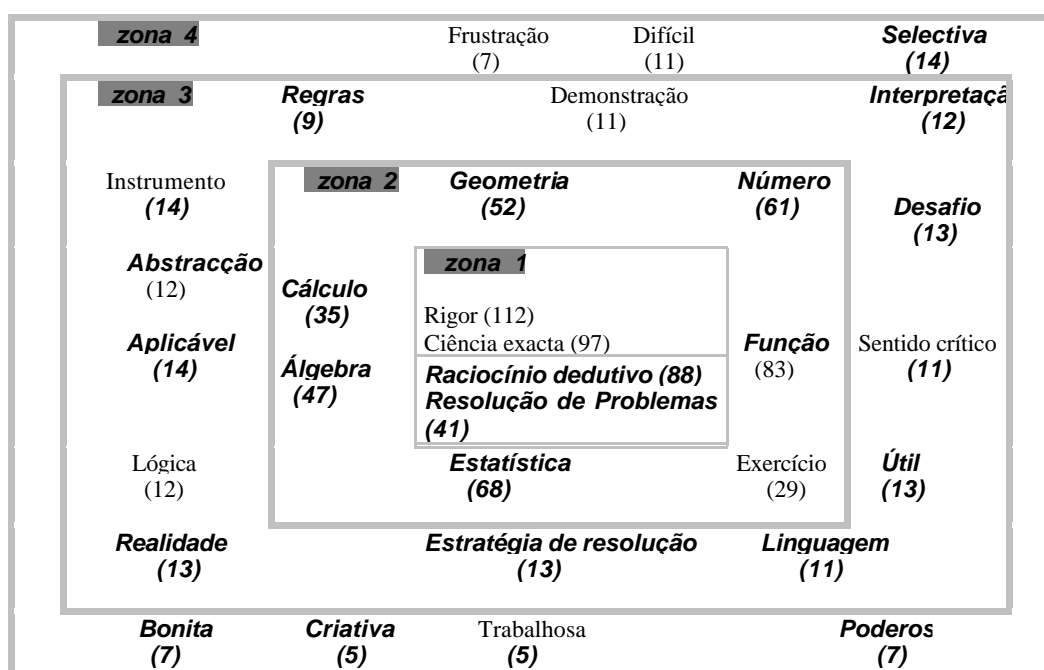 zona 4 Frustração Difícil Selectiva
(7) (11) (14)
zona 3 Regras Demonstração Interpretaçã
(9) (11) (12)
Instrumento zona 2 Geometria Número
(14) (52) (61) Desafio
(13)
Abstracção zona 1
(12) Cálculo
(35) Rigor (112)
Aplicável Ciência exacta (97) Função Sentido crítico
(14) Álgebra Raciocínio dedutivo (88) (83) (11)
(47) Resolução de Problemas
(41)
Lógica Estatística Exercício Útil
(12) (68) (29) (13)
Realidade Estratégia de resolução Linguagem
(13) (13) (11)
Bonita Criativa Trabalhosa Poderos
(7) (5) (5) (7)